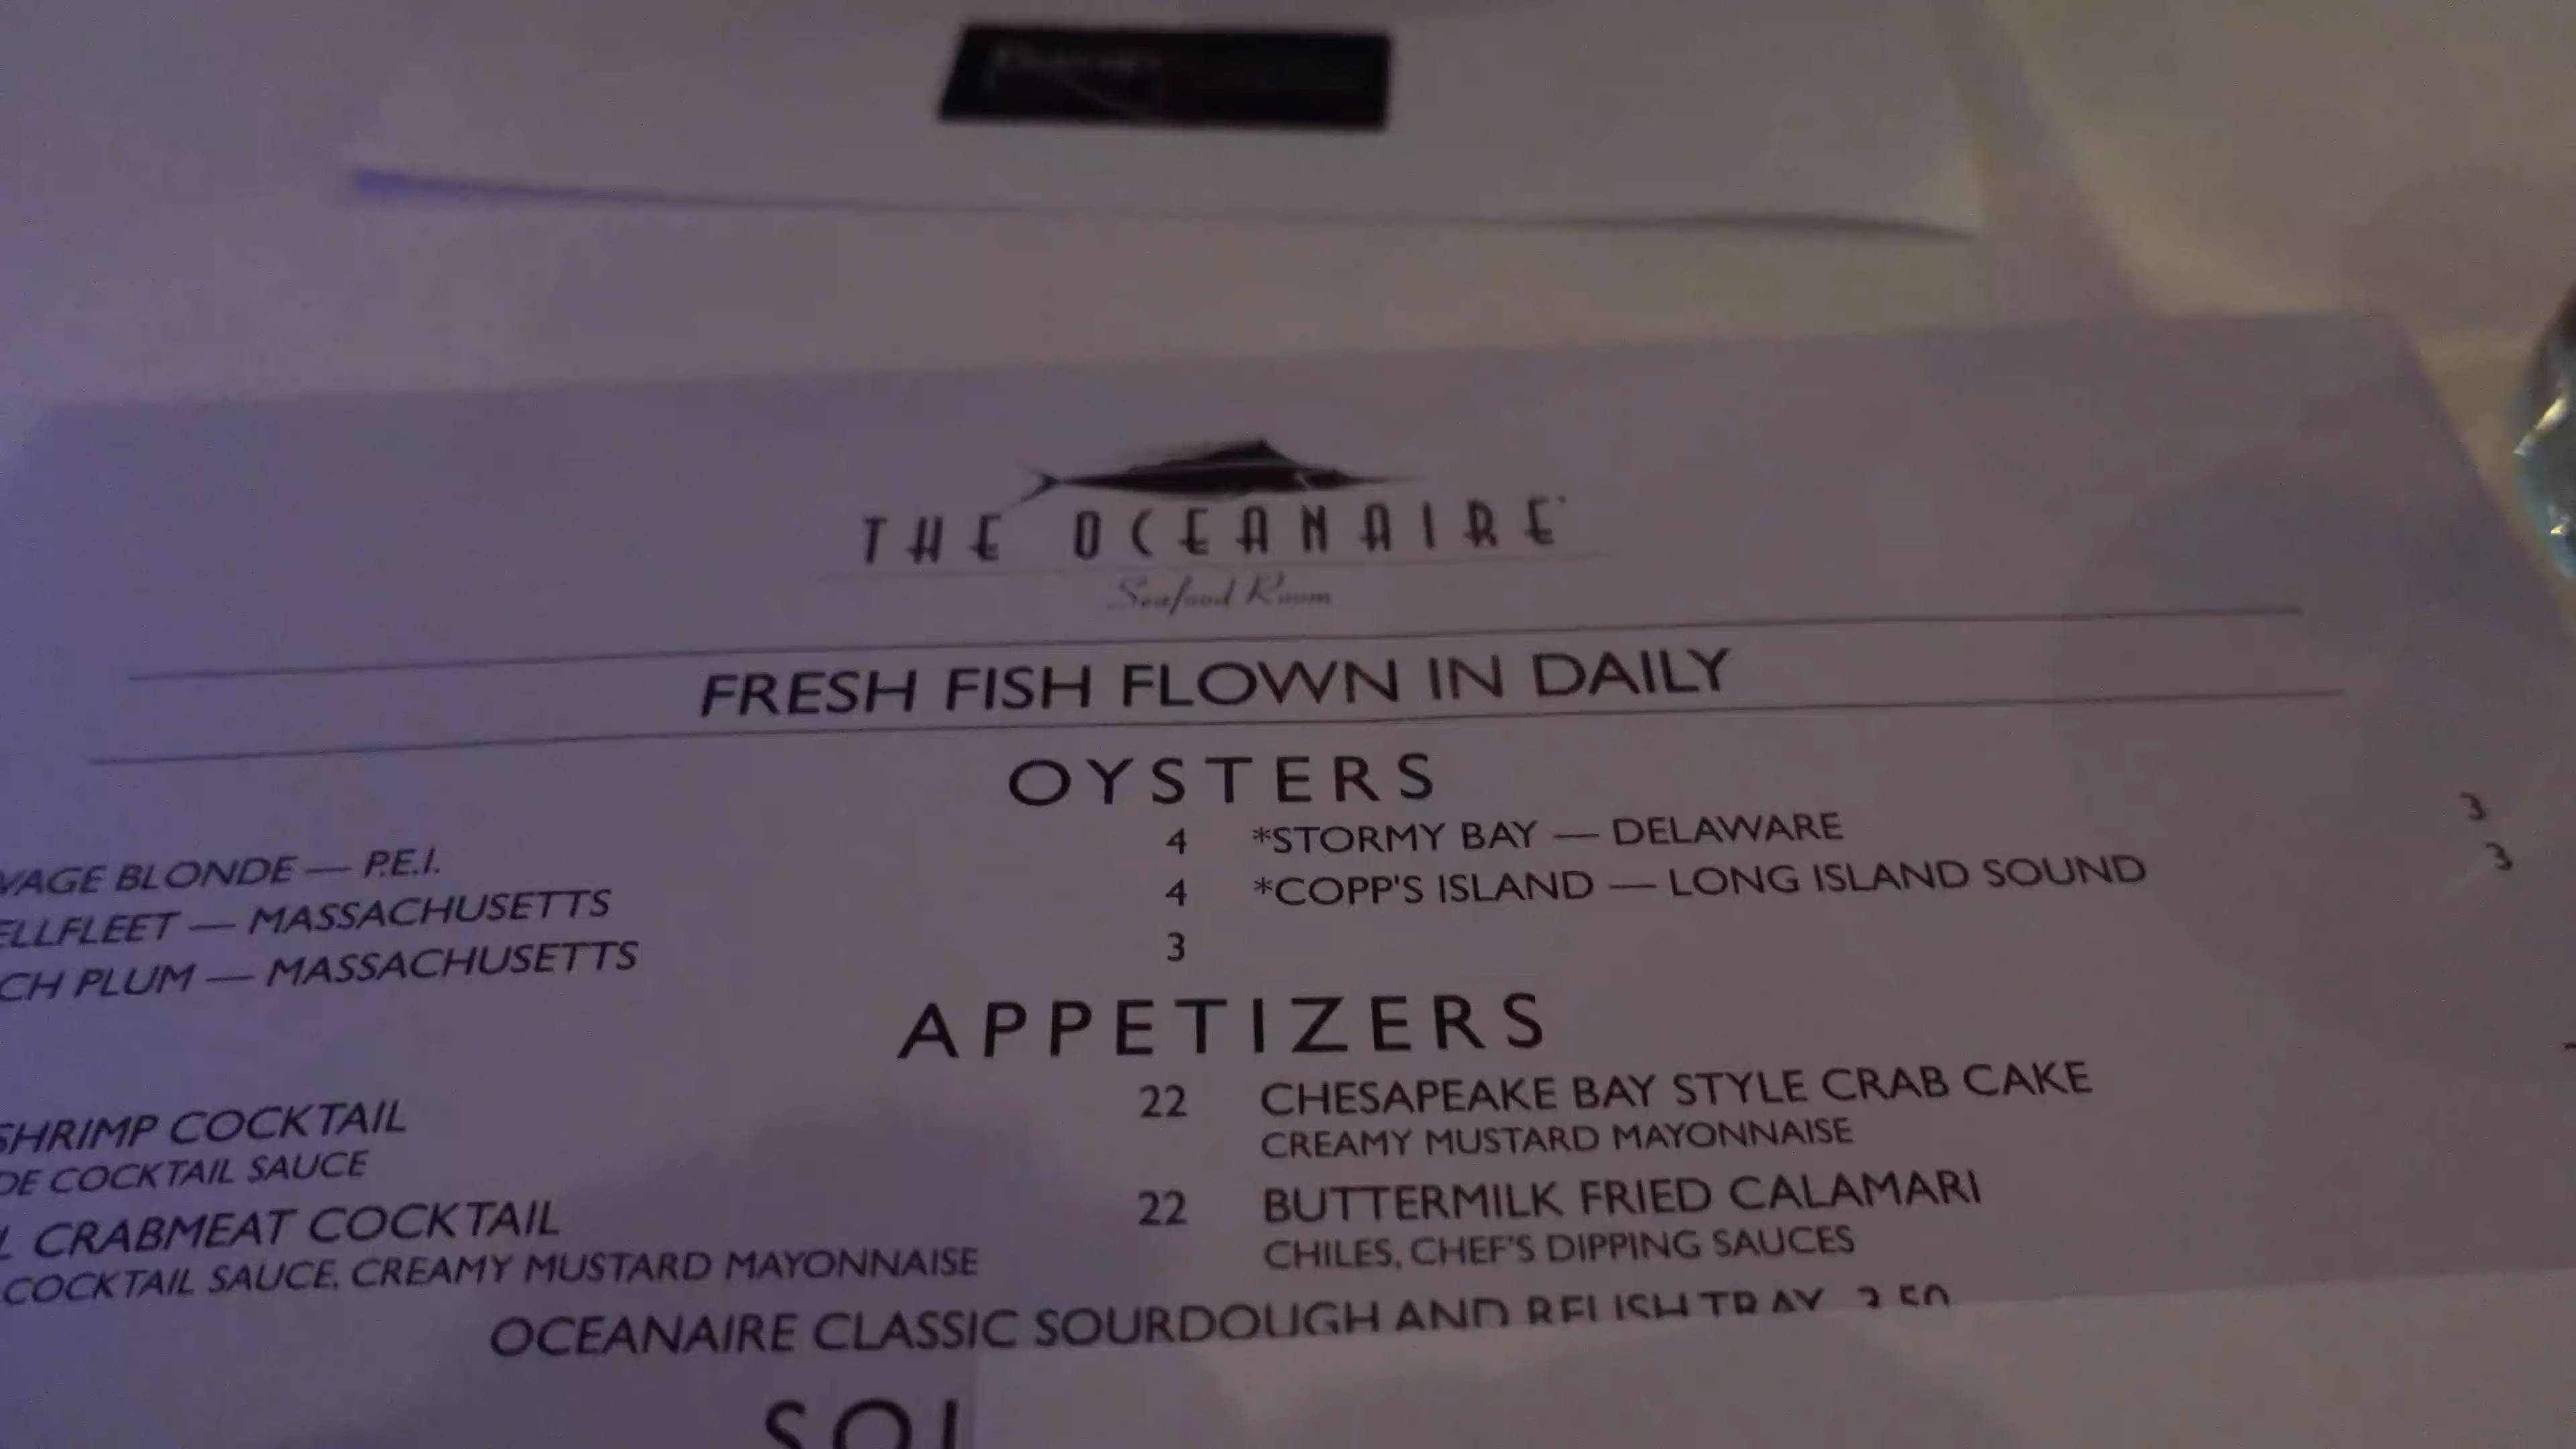 THE OCEANAIRE
Seafood Room
FRESH FISH FLOWN IN DAILY
OYSTERS
VAGE BLONDE — P.E.I. 4
ELLFLEET — MASSACHUSETTS 4
CH PLUM — MASSACHUSETTS 3
*STORMY BAY — DELAWARE 3
*COPP'S ISLAND — LONG ISLAND SOUND 3
APPETIZERS
SHRIMP COCKTAIL 22
DE COCKTAIL SAUCE
L CRABMEAT COCKTAIL 22
COCKTAIL SAUCE, CREAMY MUSTARD MAYONNAISE
CHESAPEAKE BAY STYLE CRAB CAKE
CREAMY MUSTARD MAYONNAISE
BUTTERMILK FRIED CALAMARI
CHILES, CHEF'S DIPPING SAUCES
OCEANAIRE CLASSIC SOURDOUGH AND RELISH TRAY 3.50